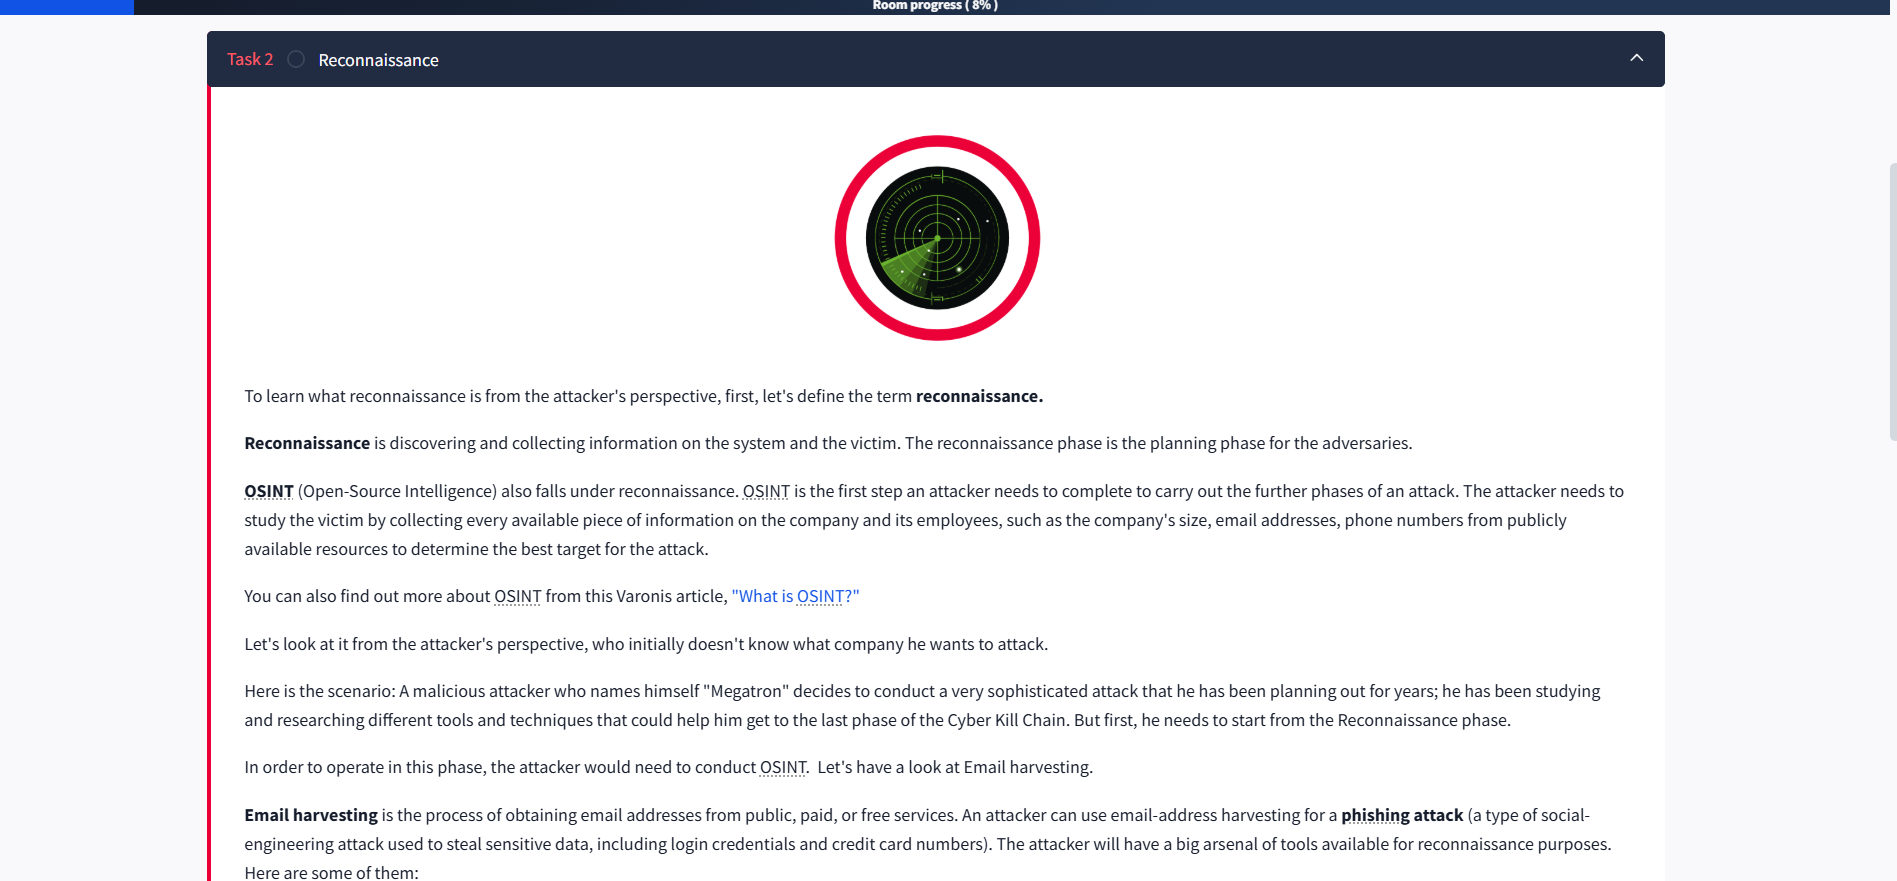 Room progress ( 8% )
Task 2 Reconnaissance
To learn what reconnaissance is from the attacker's perspective, first, let's define the term reconnaissance.
Reconnaissance is discovering and collecting information on the system and the victim. The reconnaissance phase is the planning phase for the adversaries.
OSINT (Open-Source Intelligence) also falls under reconnaissance. OSINT is the first step an attacker needs to complete to carry out the further phases of an attack. The attacker needs to
study the victim by collecting every available piece of information on the company and its employees, such as the company's size, email addresses, phone numbers from publicly
available resources to determine the best target for the attack.
You can also find out more about OSINT from this Varonis article, "What is OSINT?"
Let's look at it from the attacker's perspective, who initially doesn't know what company he wants to attack.
Here is the scenario: A malicious attacker who names himself "Megatron" decides to conduct a very sophisticated attack that he has been planning out for years; he has been studying
and researching different tools and techniques that could help him get to the last phase of the Cyber Kill Chain. But first, he needs to start from the Reconnaissance phase.
In order to operate in this phase, the attacker would need to conduct OSINT.  Let's have a look at Email harvesting.
Email harvesting is the process of obtaining email addresses from public, paid, or free services. An attacker can use email-address harvesting for a phishing attack (a type of social-
engineering attack used to steal sensitive data, including login credentials and credit card numbers). The attacker will have a big arsenal of tools available for reconnaissance purposes.
Here are some of them: